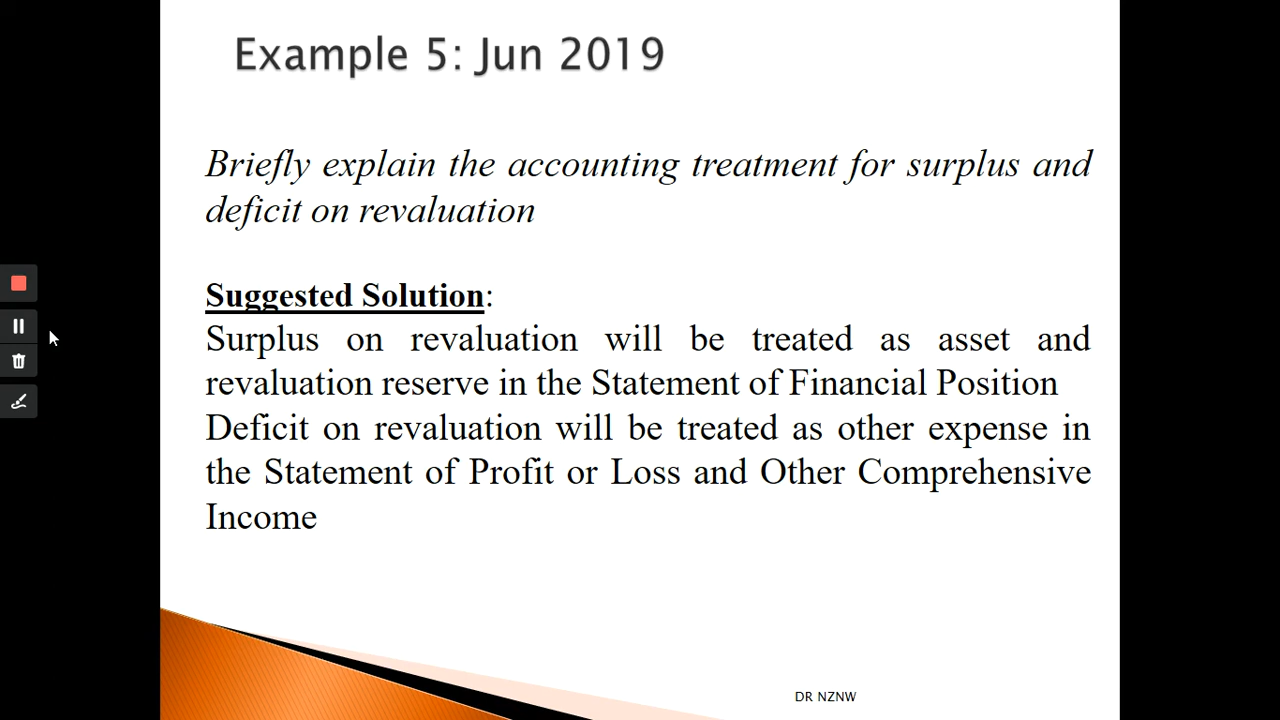 Example 5: Jun 2019
Briefly explain the accounting treatment for surplus and
deficit on revaluation
Suggested Solution:
Surplus on revaluation will be treated as asset and
revaluation reserve in the Statement of Financial Position
Deficit on revaluation will be treated as other expense in
the Statement of Profit or Loss and Other Comprehensive
Income
DR NZNW